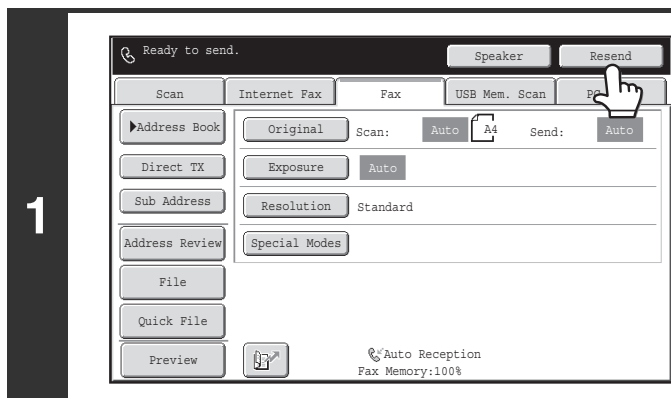 1
Ready to send.
Speaker
Resend
Scan
Internet Fax
Fax
USB Mem. Scan
PC
Address Book
Original
Scan:
Auto
A4
Send:
Auto
Direct TX
Exposure
Auto
Sub Address
Resolution
Standard
Address Review
Special Modes
File
Quick File
Preview
Auto Reception
Fax Memory:100%